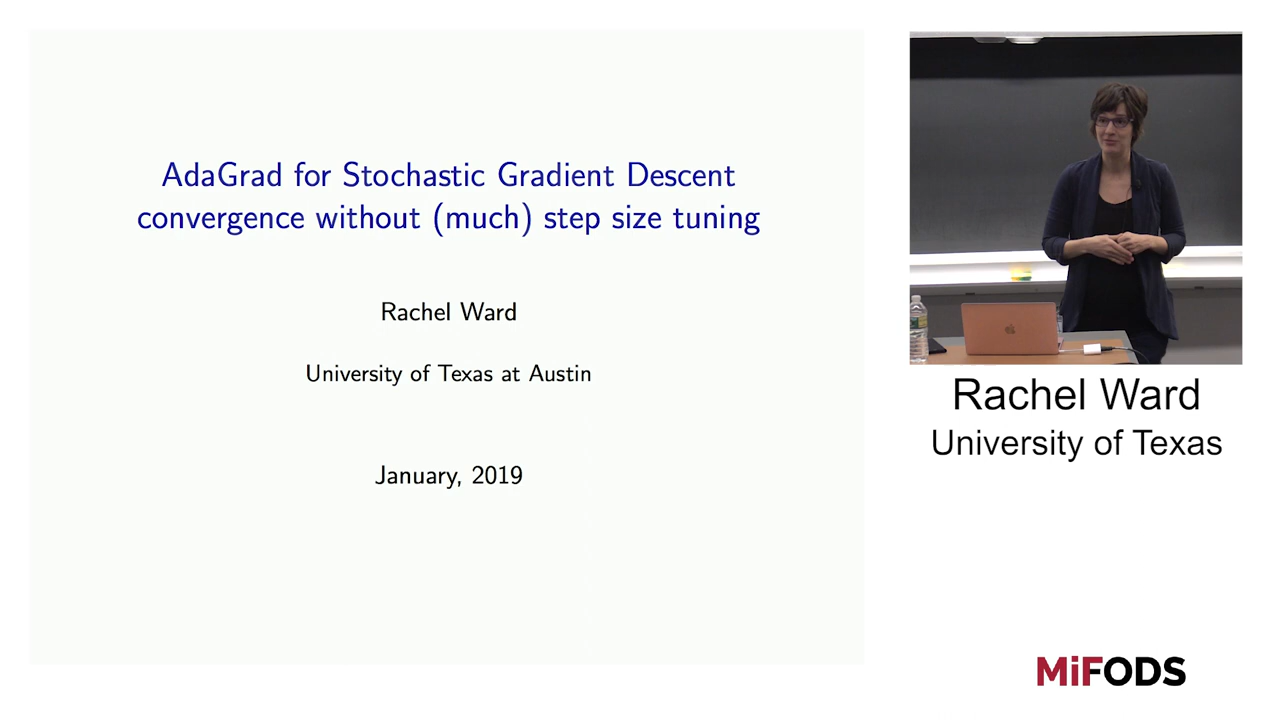 AdaGrad for Stochastic Gradient Descent
convergence without (much) step size tuning
Rachel Ward
University of Texas at Austin
January, 2019
Rachel Ward
University of Texas
MiFODS